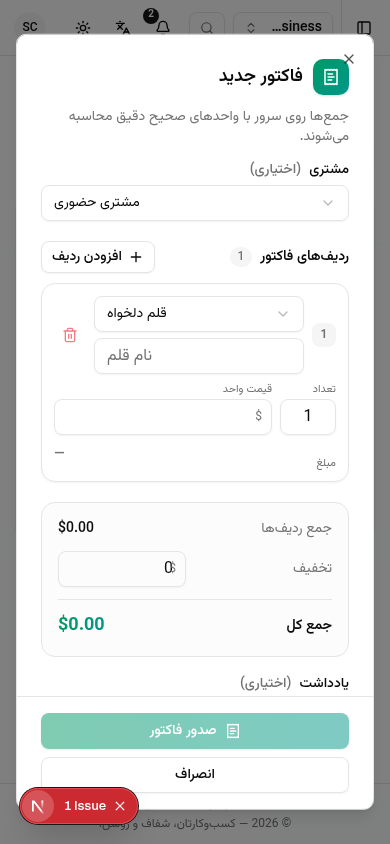 SC
2
...siness
فاکتور جدید
جمع‌ها روی سرور با واحدهای صحیح دقیق محاسبه
می‌شوند.
مشتری (اختیاری)
مشتری حضوری
ردیف‌های فاکتور 1
افزودن ردیف
1
قلم دلخواه
نام قلم
تعداد
قیمت واحد
1
$
مبلغ
—
جمع ردیف‌ها
$0.00
تخفیف
$
0
جمع کل
$0.00
یادداشت (اختیاری)
صدور فاکتور
انصراف
N 1 Issue
© 2026 — کسب‌وکارتان، شفاف و روشن.